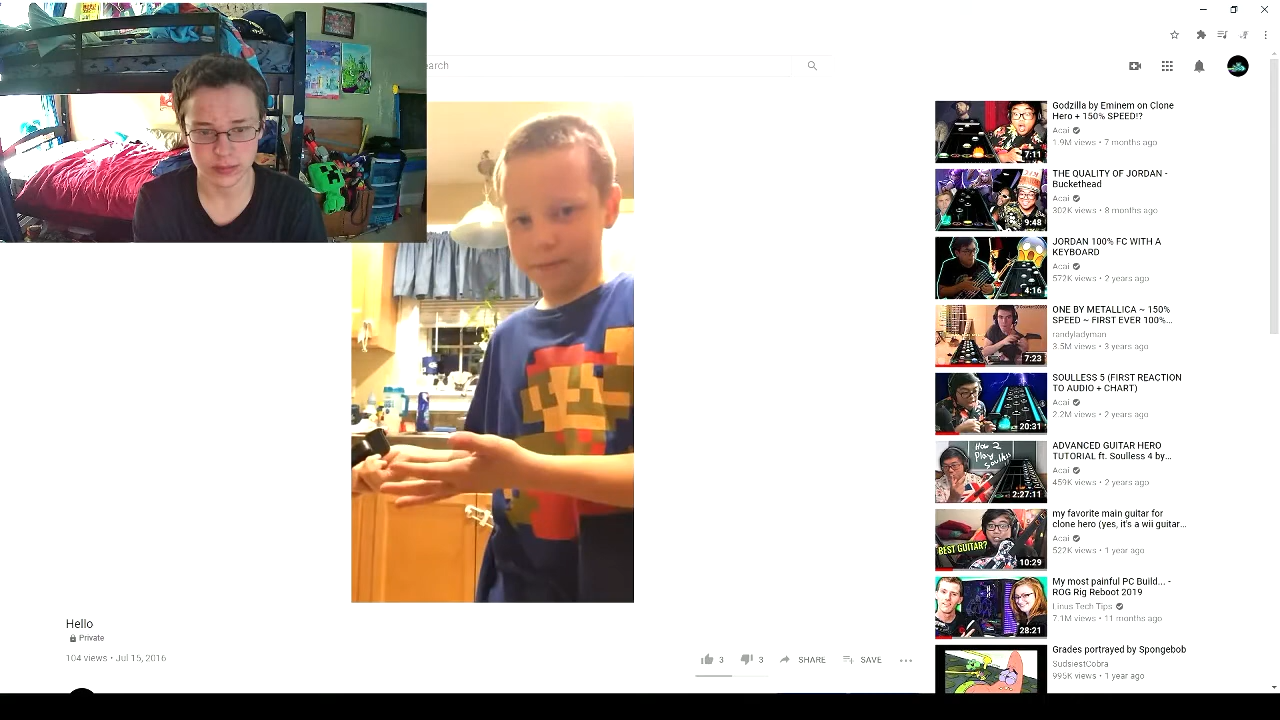 earch
Godzilla by Eminem on Clone
Hero + 150% SPEED!?
Acai
1.9M views • 7 months ago
7:11
THE QUALITY OF JORDAN -
Buckethead
Acai
302K views • 8 months ago
9:48
JORDAN 100% FC WITH A
KEYBOARD
Acai
572K views • 2 years ago
4:16
ONE BY METALLICA ~ 150%
SPEED ~ FIRST EVER 100%...
randyladyman
3.5M views • 3 years ago
7:23
SOULLESS 5 (FIRST REACTION
TO AUDIO + CHART)
Acai
2.2M views • 2 years ago
20:31
ADVANCED GUITAR HERO
TUTORIAL ft. Soulless 4 by...
Acai
459K views • 2 years ago
How 2
Play
Soulless
2:27:11
my favorite main guitar for
clone hero (yes, it's a wii guitar...
Acai
522K views • 1 year ago
BEST GUITAR?
10:29
My most painful PC Build... -
ROG Rig Reboot 2019
Linus Tech Tips
7.1M views • 11 months ago
28:21
Grades portrayed by Spongebob
SudsiestCobra
995K views • 1 year ago
Hello
Private
104 views • Jul 15, 2016
3
3
SHARE
SAVE